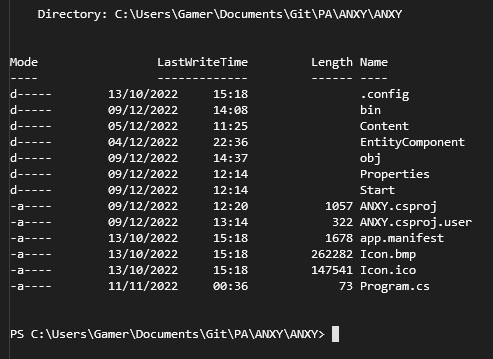 Directory: C:\Users\Gamer\Documents\Git\PA\ANXY\ANXY
Mode LastWriteTime Length Name
---- ------------- ------ ----
d----- 13/10/2022 15:18 .config
d----- 09/12/2022 14:08 bin
d----- 05/12/2022 11:25 Content
d----- 04/12/2022 22:36 EntityComponent
d----- 09/12/2022 14:37 obj
d----- 09/12/2022 12:14 Properties
d----- 09/12/2022 12:14 Start
-a---- 09/12/2022 12:20 1057 ANXY.csproj
-a---- 09/12/2022 13:14 322 ANXY.csproj.user
-a---- 13/10/2022 15:18 1678 app.manifest
-a---- 13/10/2022 15:18 262282 Icon.bmp
-a---- 13/10/2022 15:18 147541 Icon.ico
-a---- 11/11/2022 00:36 73 Program.cs
PS C:\Users\Gamer\Documents\Git\PA\ANXY\ANXY>